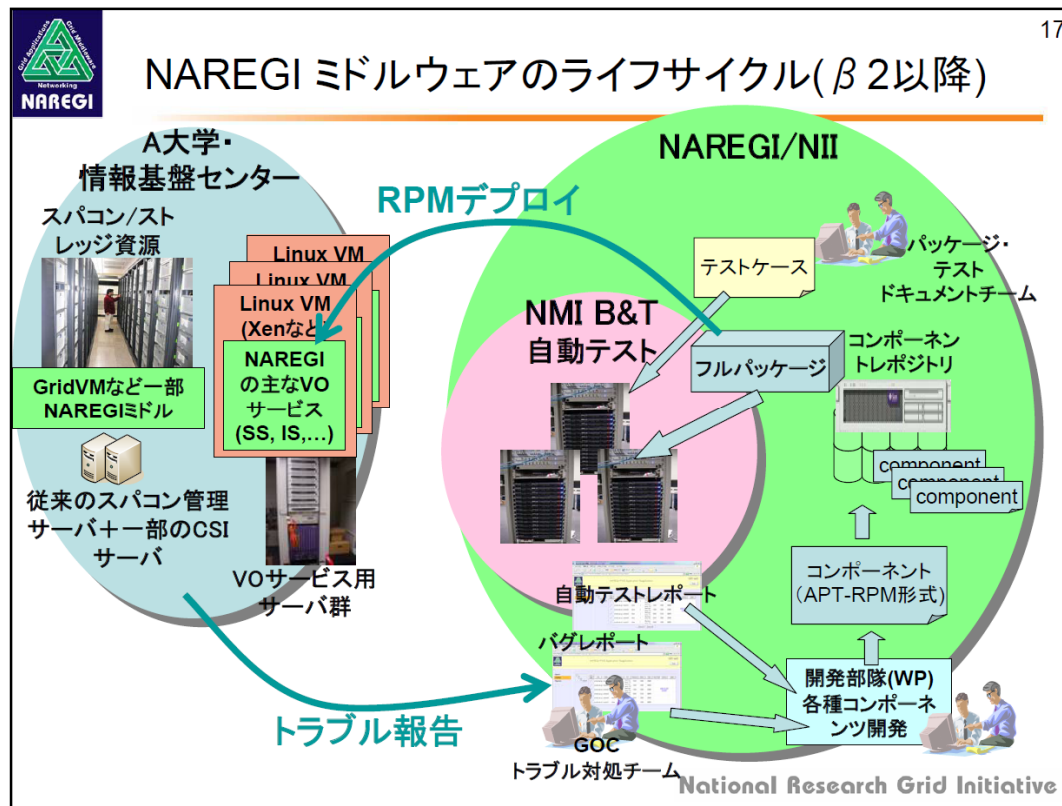 17
Grid Applications
Grid Middleware
Networking
NAREGI
NAREGI ミドルウェアのライフサイクル(β2以降)
A大学・
情報基盤センター
スパコン/スト
レッジ資源
GridVMなど一部
NAREGIミドル
従来のスパコン管理
サーバ+一部のCSI
サーバ
Linux VM
Linux VM
Linux VM
(Xenなど)
NAREGI
の主なVO
サービス
(SS, IS,...)
VOサービス用
サーバ群
RPMデプロイ
トラブル報告
NAREGI/NII
テストケース
パッケージ・
テスト
ドキュメントチーム
NMI B&T
自動テスト
フルパッケージ
コンポーネン
トレポジトリ
component
component
component
コンポーネント
(APT-RPM形式)
自動テストレポート
バグレポート
開発部隊(WP)
各種コンポーネ
ンツ開発
GOC
トラブル対処チーム
National Research Grid Initiative